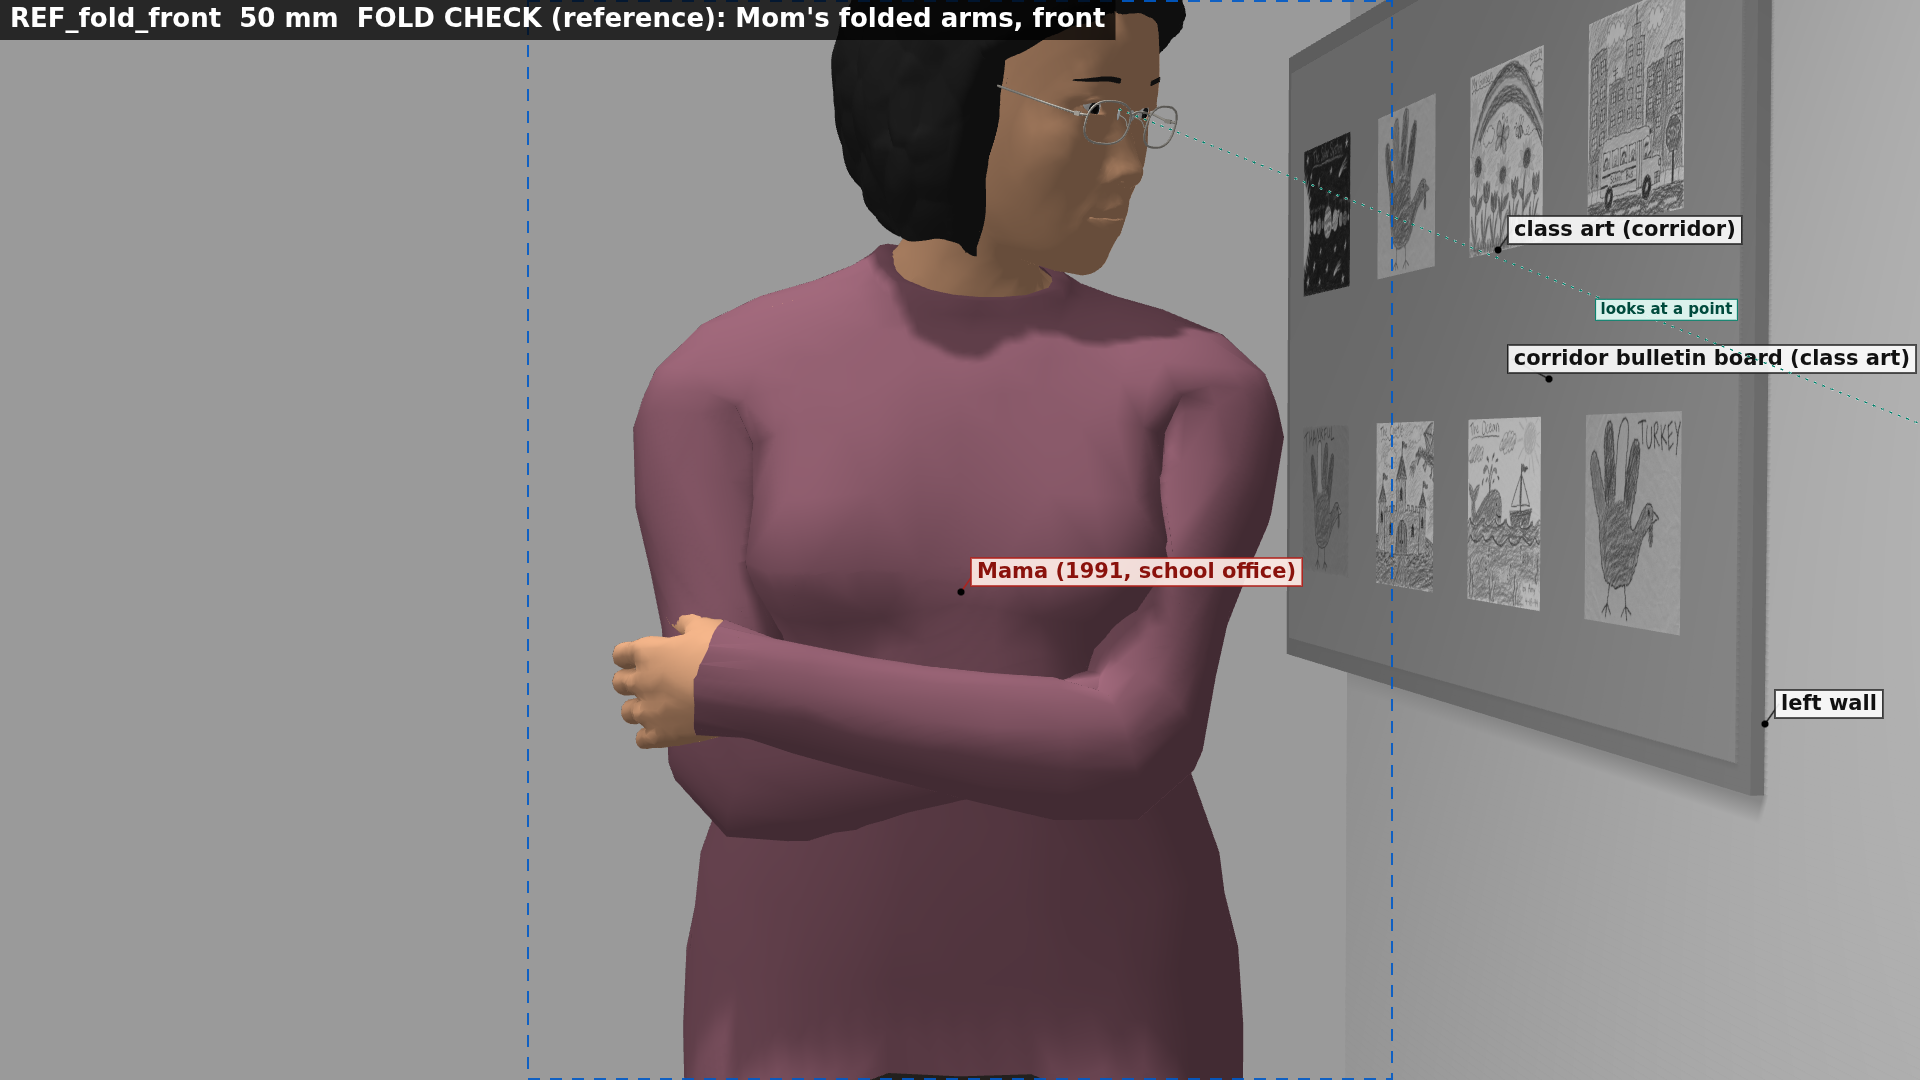 REF_fold_front 50 mm FOLD CHECK (reference): Mom's folded arms, front
class art (corridor)
looks at a point
corridor bulletin board (class art)
THANKFUL
The Ocean
TURKEY
Mama (1991, school office)
left wall